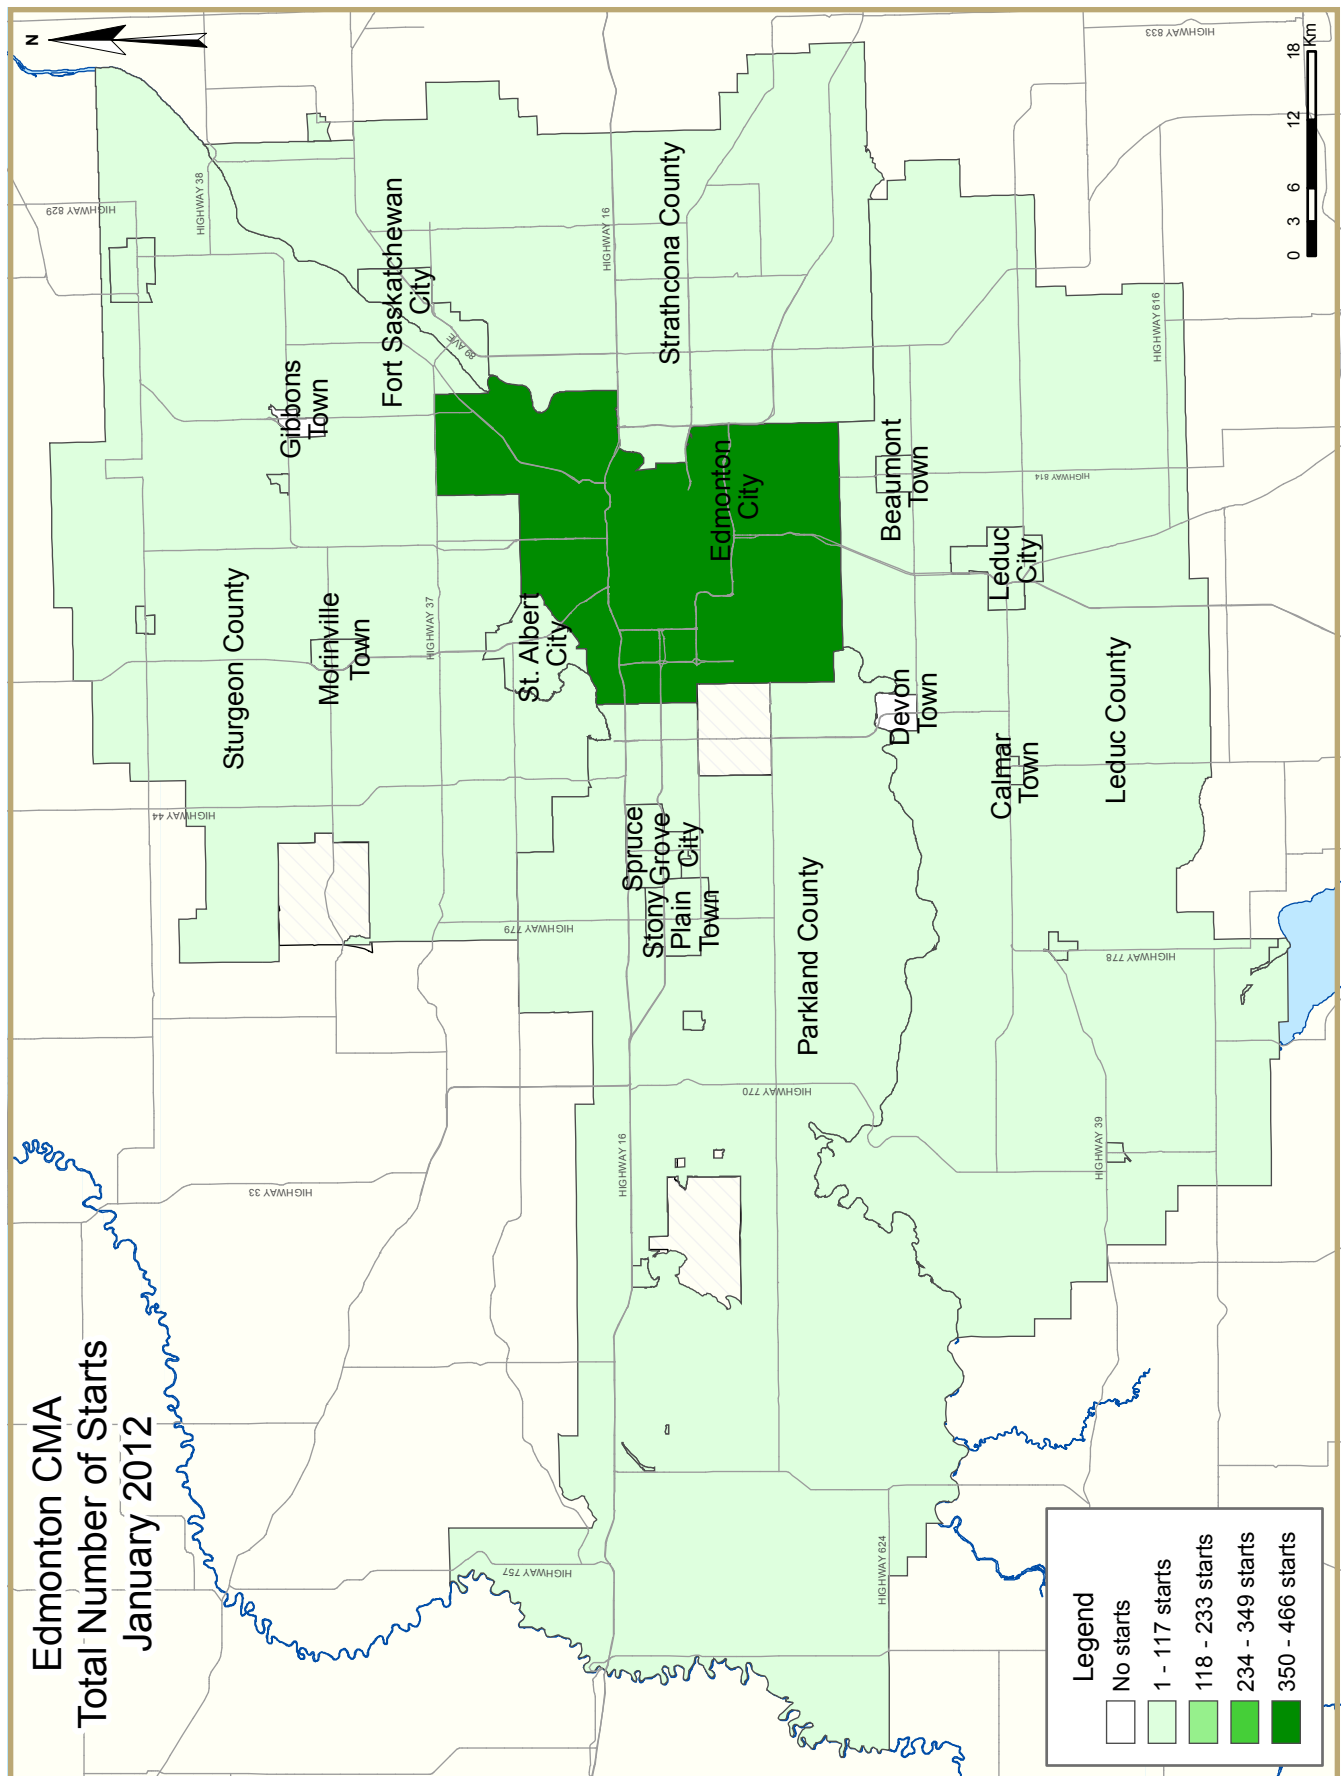 Edmonton CMA
Total Number of Starts
January 2012
N
HIGHWAY 829
HIGHWAY 38
HIGHWAY 833
Fort Saskatchewan
City
HIGHWAY 16
Strathcona County
89 AVE
Gibbons
Town
HIGHWAY 616
Edmonton
City
Beaumont
Town
HIGHWAY 814
Leduc
City
Sturgeon County
Morinville
Town
HIGHWAY 37
St. Albert
City
Devon
Town
Calmar
Town
Leduc County
HIGHWAY 44
Spruce
Grove
City
Stony
Plain
Town
HIGHWAY 779
Parkland County
HIGHWAY 778
HIGHWAY 770
HIGHWAY 39
HIGHWAY 16
HIGHWAY 33
HIGHWAY 757
HIGHWAY 624
Legend
No starts
1 - 117 starts
118 - 233 starts
234 - 349 starts
350 - 466 starts
0 3 6 12 18
Km